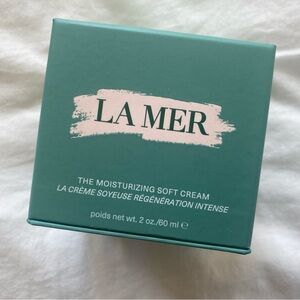 LA MER
THE MOISTURIZING SOFT CREAM
LA CRÈME SOYEUSE RÉGÉNÉRATION INTENSE
poids net wt. 2 oz./60 ml ℮